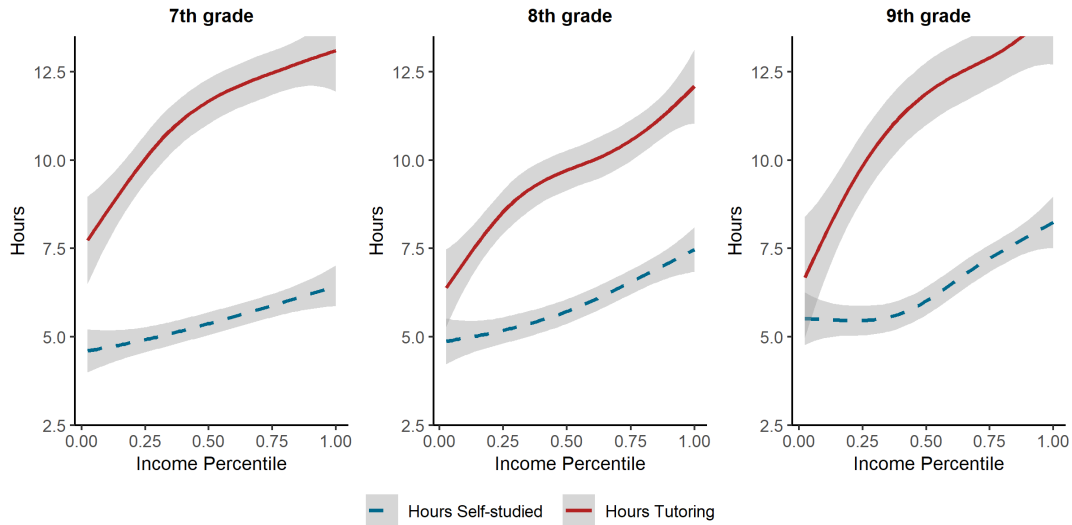 7th grade
Hours
12.5
10.0
7.5
5.0
2.5
0.00 0.25 0.50 0.75 1.00
Income Percentile
8th grade
Hours
12.5
10.0
7.5
5.0
2.5
0.00 0.25 0.50 0.75 1.00
Income Percentile
9th grade
Hours
12.5
10.0
7.5
5.0
2.5
0.00 0.25 0.50 0.75 1.00
Income Percentile
Hours Self-studied Hours Tutoring